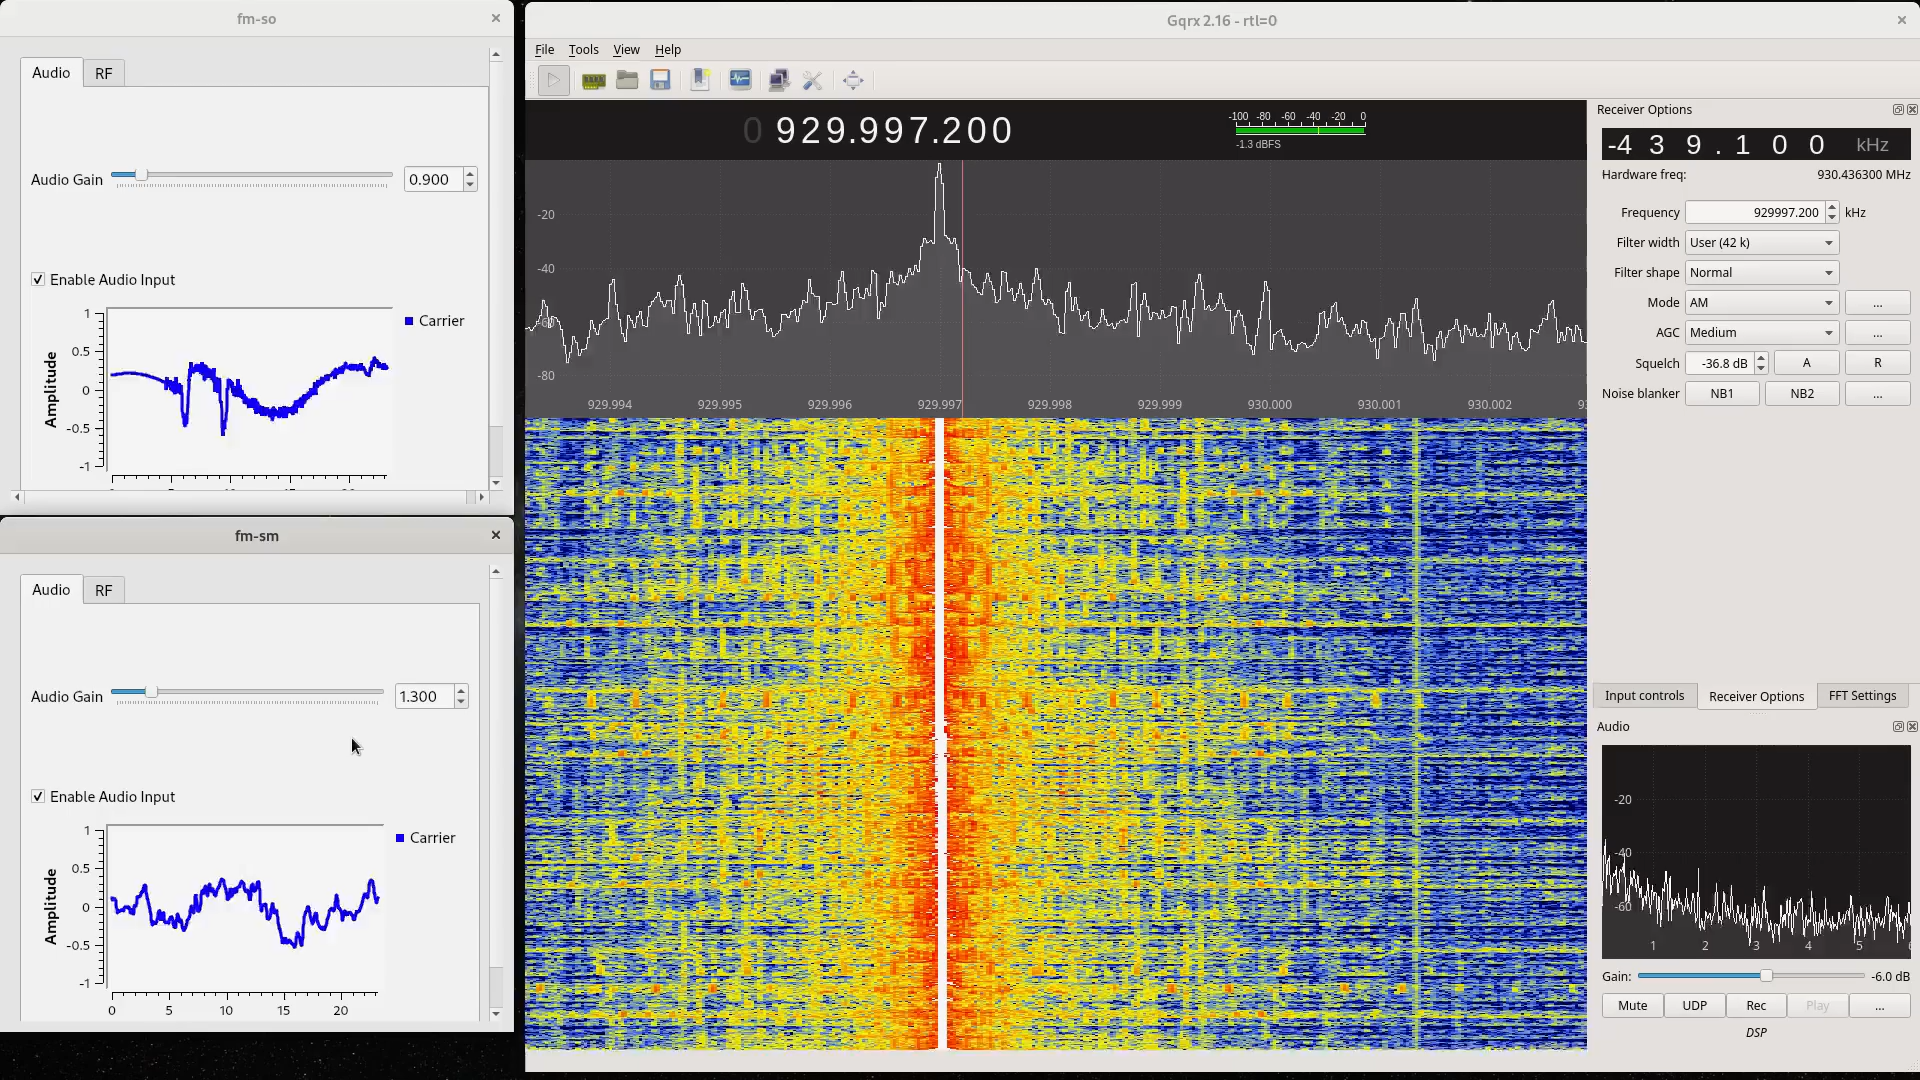 fm-so
Audio
RF
Audio Gain
0.900
Enable Audio Input
Carrier
Amplitude
1
0.5
0
-0.5
-1
fm-sm
Audio
RF
Audio Gain
1.300
Enable Audio Input
Carrier
Amplitude
1
0.5
0
-0.5
-1
0 5 10 15 20
Gqrx 2.16 - rtl=0
File Tools View Help
0 929.997.200
-100 -80 -60 -40 -20 0
-1.3 dBFS
-20
-40
-60
-80
929.994 929.995 929.996 929.997 929.998 929.999 930.000 930.001 930.002
Receiver Options
-439.100 kHz
Hardware freq: 930.436300 MHz
Frequency 929997.200 kHz
Filter width User (42 k)
Filter shape Normal
Mode AM ...
AGC Medium ...
Squelch -36.8 dB A R
Noise blanker NB1 NB2 ...
Input controls Receiver Options FFT Settings
Audio
-20
-40
-60
1 2 3 4 5
Gain: -6.0 dB
Mute UDP Rec Play ...
DSP